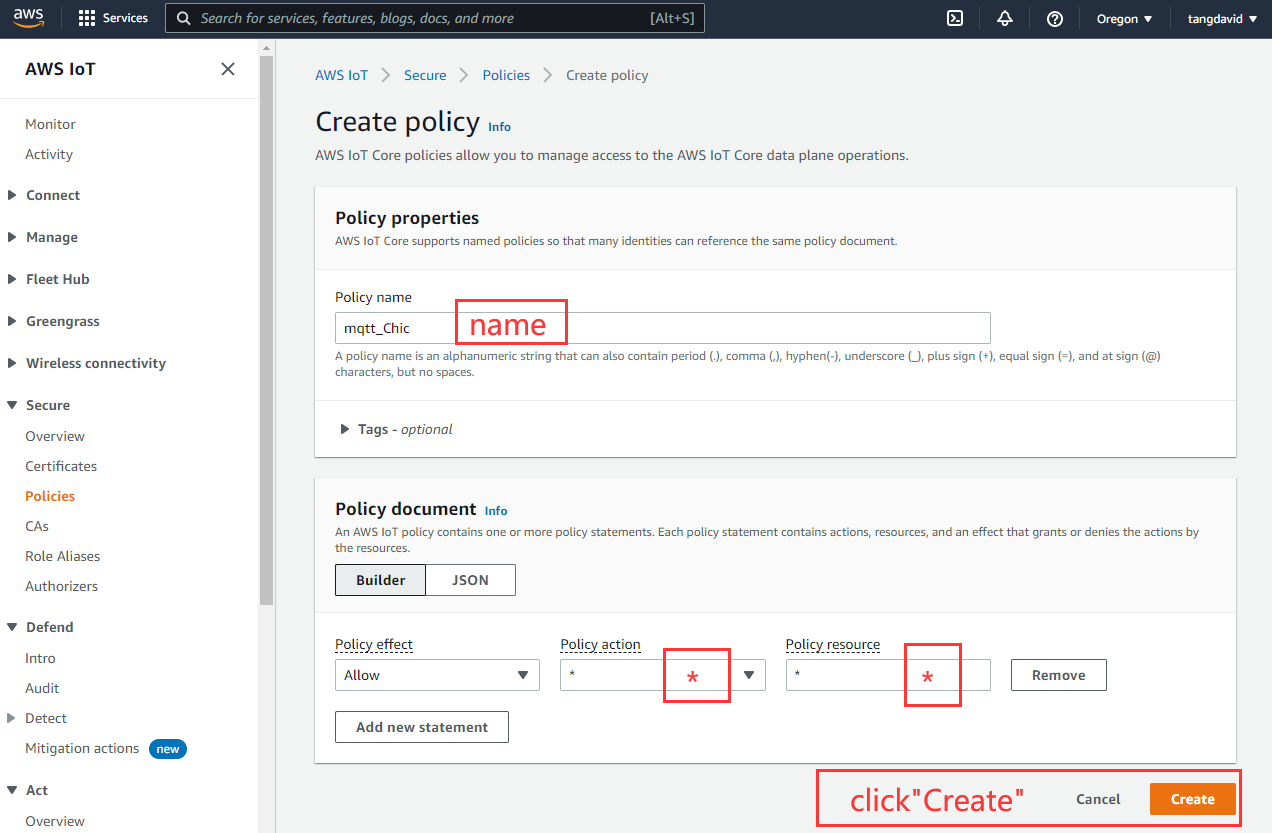 aws
Services
Search for services, features, blogs, docs, and more
[Alt+S]
Oregon
tangdavid
AWS IoT
Monitor
Activity
Connect
Manage
Fleet Hub
Greengrass
Wireless connectivity
Secure
Overview
Certificates
Policies
CAs
Role Aliases
Authorizers
Defend
Intro
Audit
Detect
Mitigation actions new
Act
Overview
AWS IoT > Secure > Policies > Create policy
Create policy Info
AWS IoT Core policies allow you to manage access to the AWS IoT Core data plane operations.
Policy properties
AWS IoT Core supports named policies so that many identities can reference the same policy document.
Policy name
mqtt_Chic name
A policy name is an alphanumeric string that can also contain period (.), comma (,), hyphen(-), underscore (_), plus sign (+), equal sign (=), and at sign (@)
characters, but no spaces.
Tags - optional
Policy document Info
An AWS IoT policy contains one or more policy statements. Each policy statement contains actions, resources, and an effect that grants or denies the actions by
the resources.
Builder JSON
Policy effect Policy action Policy resource
Allow * * * * Remove
Add new statement
click"Create" Cancel Create